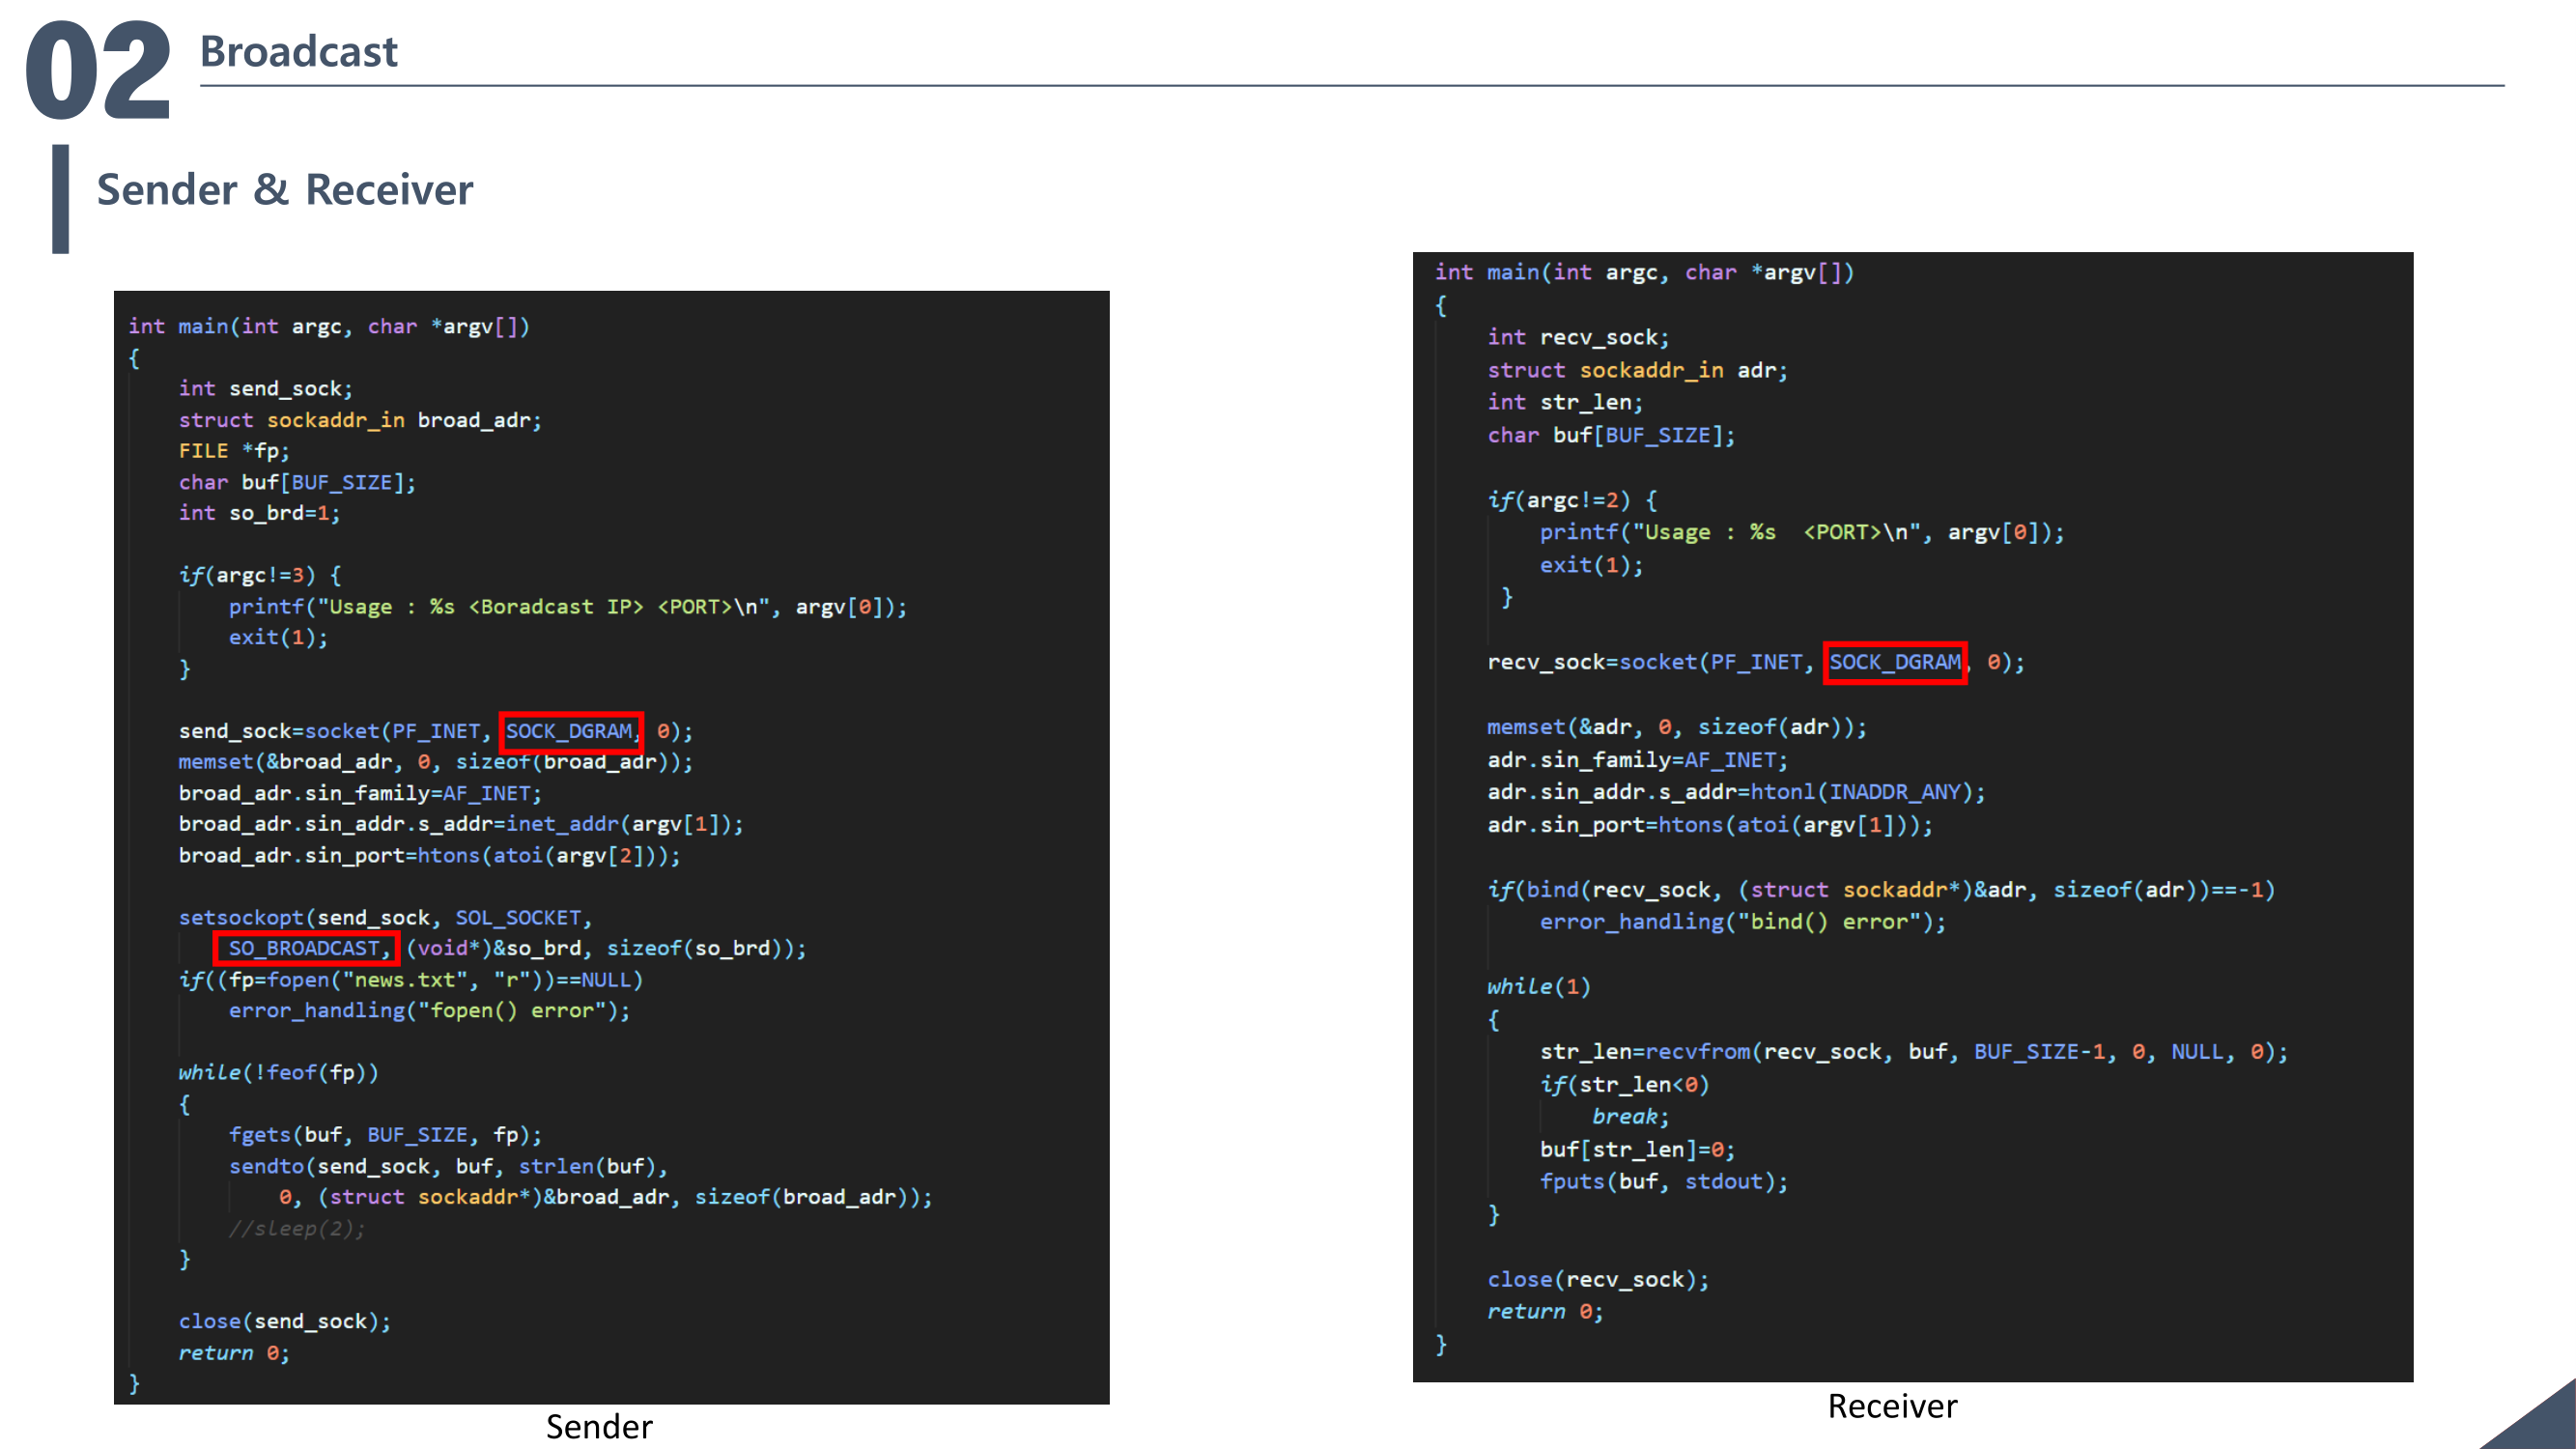 02
Broadcast
Sender & Receiver
int main(int argc, char *argv[])
{
    int send_sock;
    struct sockaddr_in broad_adr;
    FILE *fp;
    char buf[BUF_SIZE];
    int so_brd=1;
    if(argc!=3) {
        printf("Usage : %s <Boradcast IP> <PORT>\n", argv[0]);
        exit(1);
    }
    send_sock=socket(PF_INET, SOCK_DGRAM, 0);
    memset(&broad_adr, 0, sizeof(broad_adr));
    broad_adr.sin_family=AF_INET;
    broad_adr.sin_addr.s_addr=inet_addr(argv[1]);
    broad_adr.sin_port=htons(atoi(argv[2]));
    setsockopt(send_sock, SOL_SOCKET,
        SO_BROADCAST, (void*)&so_brd, sizeof(so_brd));
    if((fp=fopen("news.txt", "r"))==NULL)
        error_handling("fopen() error");
    while(!feof(fp))
    {
        fgets(buf, BUF_SIZE, fp);
        sendto(send_sock, buf, strlen(buf),
            0, (struct sockaddr*)&broad_adr, sizeof(broad_adr));
        //sleep(2);
    }
    close(send_sock);
    return 0;
}
Sender
int main(int argc, char *argv[])
{
    int recv_sock;
    struct sockaddr_in adr;
    int str_len;
    char buf[BUF_SIZE];
    if(argc!=2) {
        printf("Usage : %s  <PORT>\n", argv[0]);
        exit(1);
     }
    recv_sock=socket(PF_INET, SOCK_DGRAM, 0);
    memset(&adr, 0, sizeof(adr));
    adr.sin_family=AF_INET;
    adr.sin_addr.s_addr=htonl(INADDR_ANY);
    adr.sin_port=htons(atoi(argv[1]));
    if(bind(recv_sock, (struct sockaddr*)&adr, sizeof(adr))==-1)
        error_handling("bind() error");
    while(1)
    {
        str_len=recvfrom(recv_sock, buf, BUF_SIZE-1, 0, NULL, 0);
        if(str_len<0)
            break;
        buf[str_len]=0;
        fputs(buf, stdout);
    }
    close(recv_sock);
    return 0;
}
Receiver